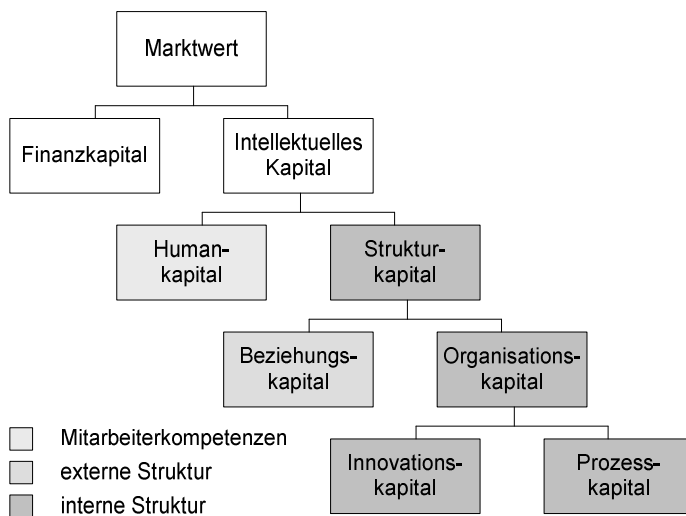 Marktwert
Finanzkapital
Intellektuelles
Kapital
Human-
kapital
Struktur-
kapital
Beziehungs-
kapital
Organisations-
kapital
Innovations-
kapital
Prozess-
kapital
Mitarbeiterkompetenzen
externe Struktur
interne Struktur